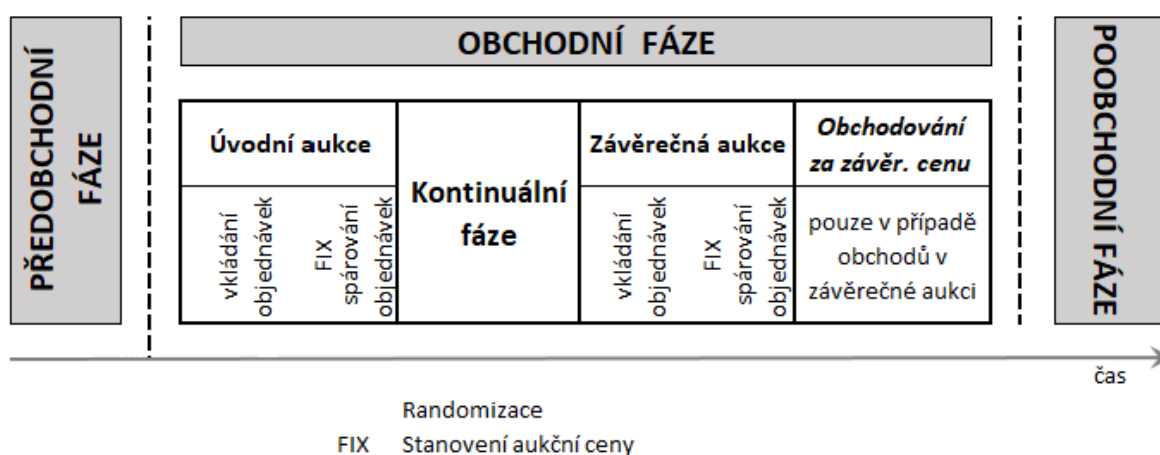 PŘEDOBCHODNÍ
FÁZE
OBCHODNÍ FÁZE
Úvodní aukce
vkládání
objednávek
FIX
spárování
objednávek
Kontinuální
fáze
Závěrečná aukce
vkládání
objednávek
FIX
spárování
objednávek
Obchodování
za závěr. cenu
pouze v případě
obchodů v
závěrečné aukci
POOBCHODNÍ FÁZE
čas
Randomizace
FIX Stanovení aukční ceny